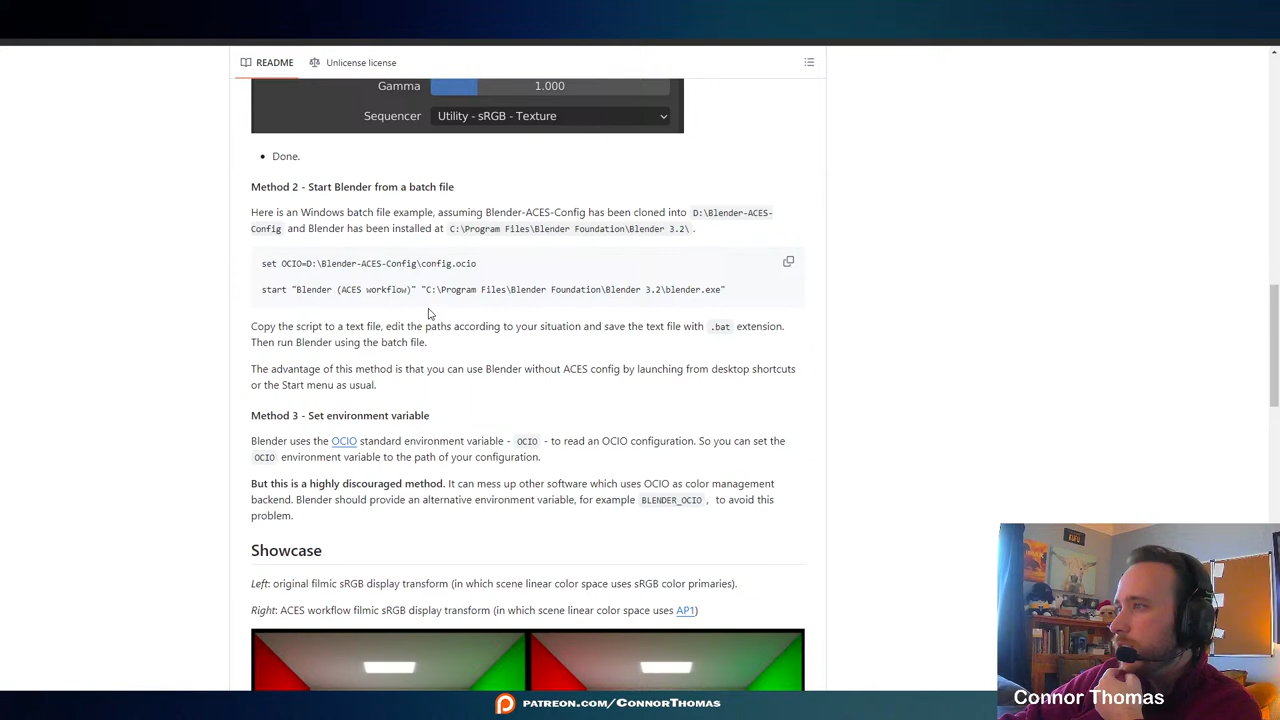 README
Unlicense license
Gamma
1.000
Sequencer
Utility - sRGB - Texture
Done.
Method 2 - Start Blender from a batch file
Here is an Windows batch file example, assuming Blender-ACES-Config has been cloned into D:\Blender-ACES-
Config and Blender has been installed at C:\Program Files\Blender Foundation\Blender 3.2\ .
set OCIO=D:\Blender-ACES-Config\config.ocio
start "Blender (ACES workflow)" "C:\Program Files\Blender Foundation\Blender 3.2\blender.exe"
Copy the script to a text file, edit the paths according to your situation and save the text file with .bat extension.
Then run Blender using the batch file.
The advantage of this method is that you can use Blender without ACES config by launching from desktop shortcuts
or the Start menu as usual.
Method 3 - Set environment variable
Blender uses the OCIO standard environment variable - OCIO - to read an OCIO configuration. So you can set the
OCIO environment variable to the path of your configuration.
But this is a highly discouraged method. It can mess up other software which uses OCIO as color management
backend. Blender should provide an alternative environment variable, for example BLENDER_OCIO , to avoid this
problem.
Showcase
Left: original filmic sRGB display transform (in which scene linear color space uses sRGB color primaries).
Right: ACES workflow filmic sRGB display transform (in which scene linear color space uses AP1)
Connor Thomas
PATREON.COM/CONNORTHOMAS